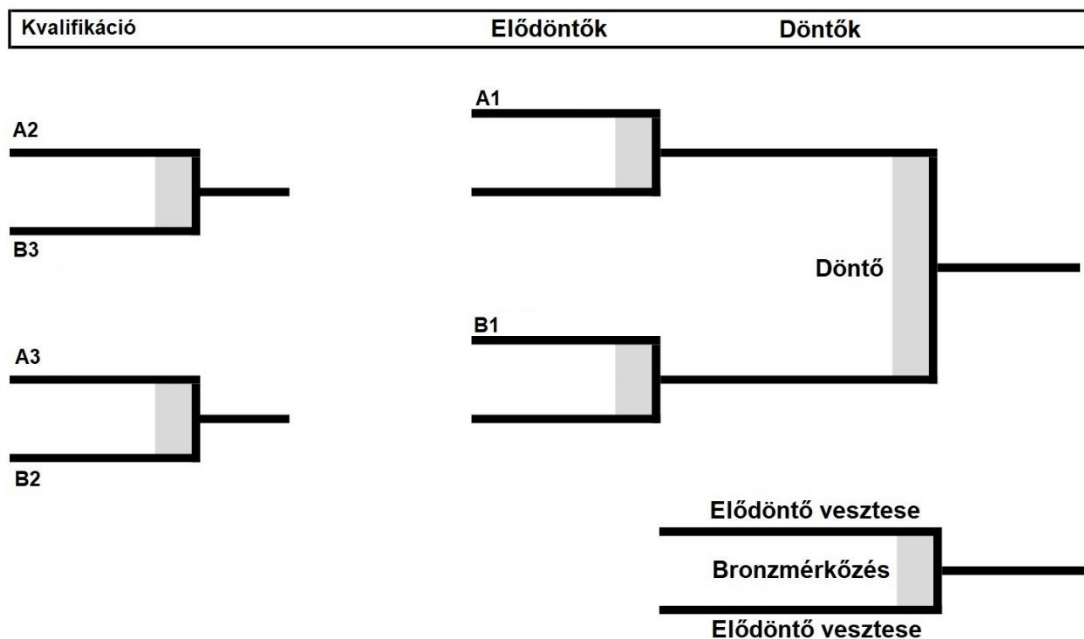 Kvalifikáció
Elődöntők
Döntők
A2
B3
A3
B2
A1
B1
Döntő
Elődöntő vesztese
Bronzmérkőzés
Elődöntő vesztese